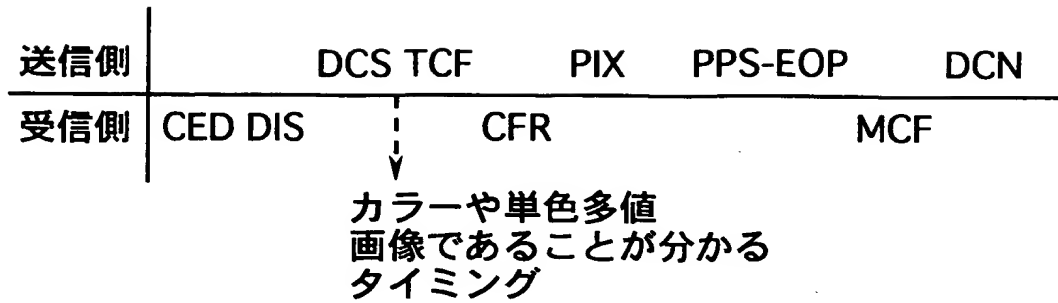 送信側 DCS TCF PIX PPS-EOP DCN
受信側 CED DIS CFR MCF
カラーや単色多値
画像であることが分かる
タイミング